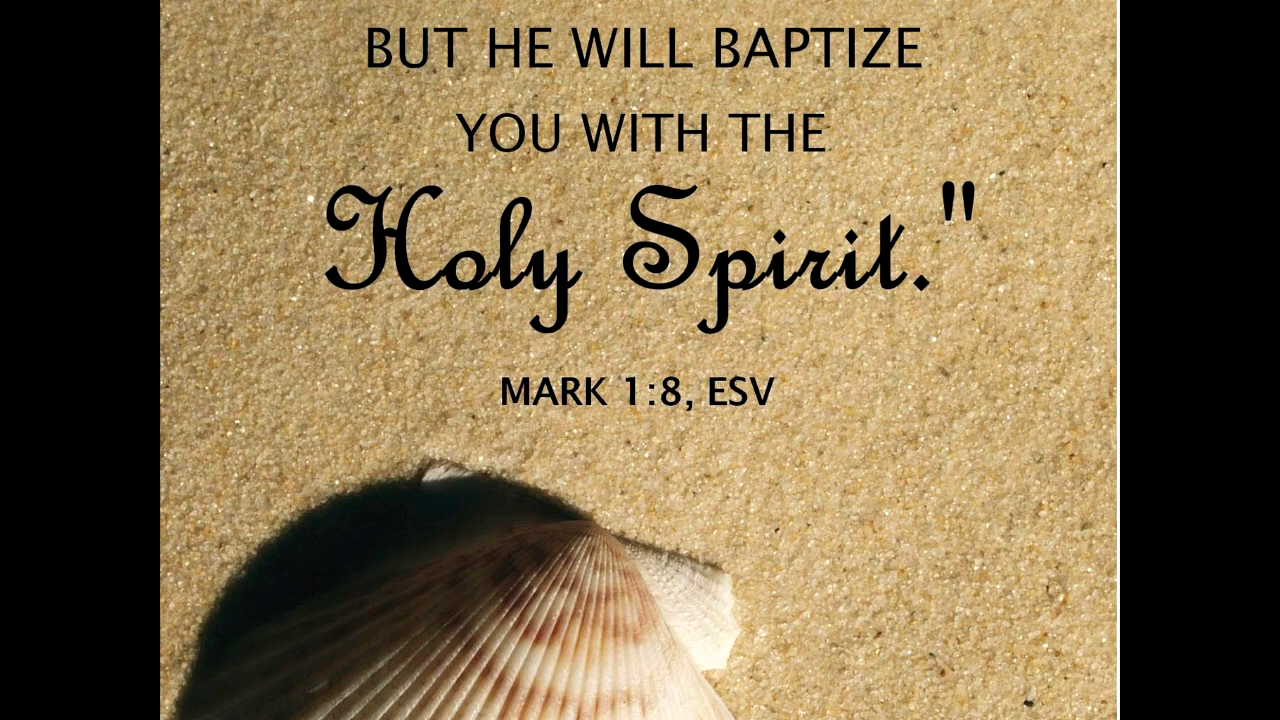 BUT HE WILL BAPTIZE
YOU WITH THE
Holy Spirit."
MARK 1:8, ESV